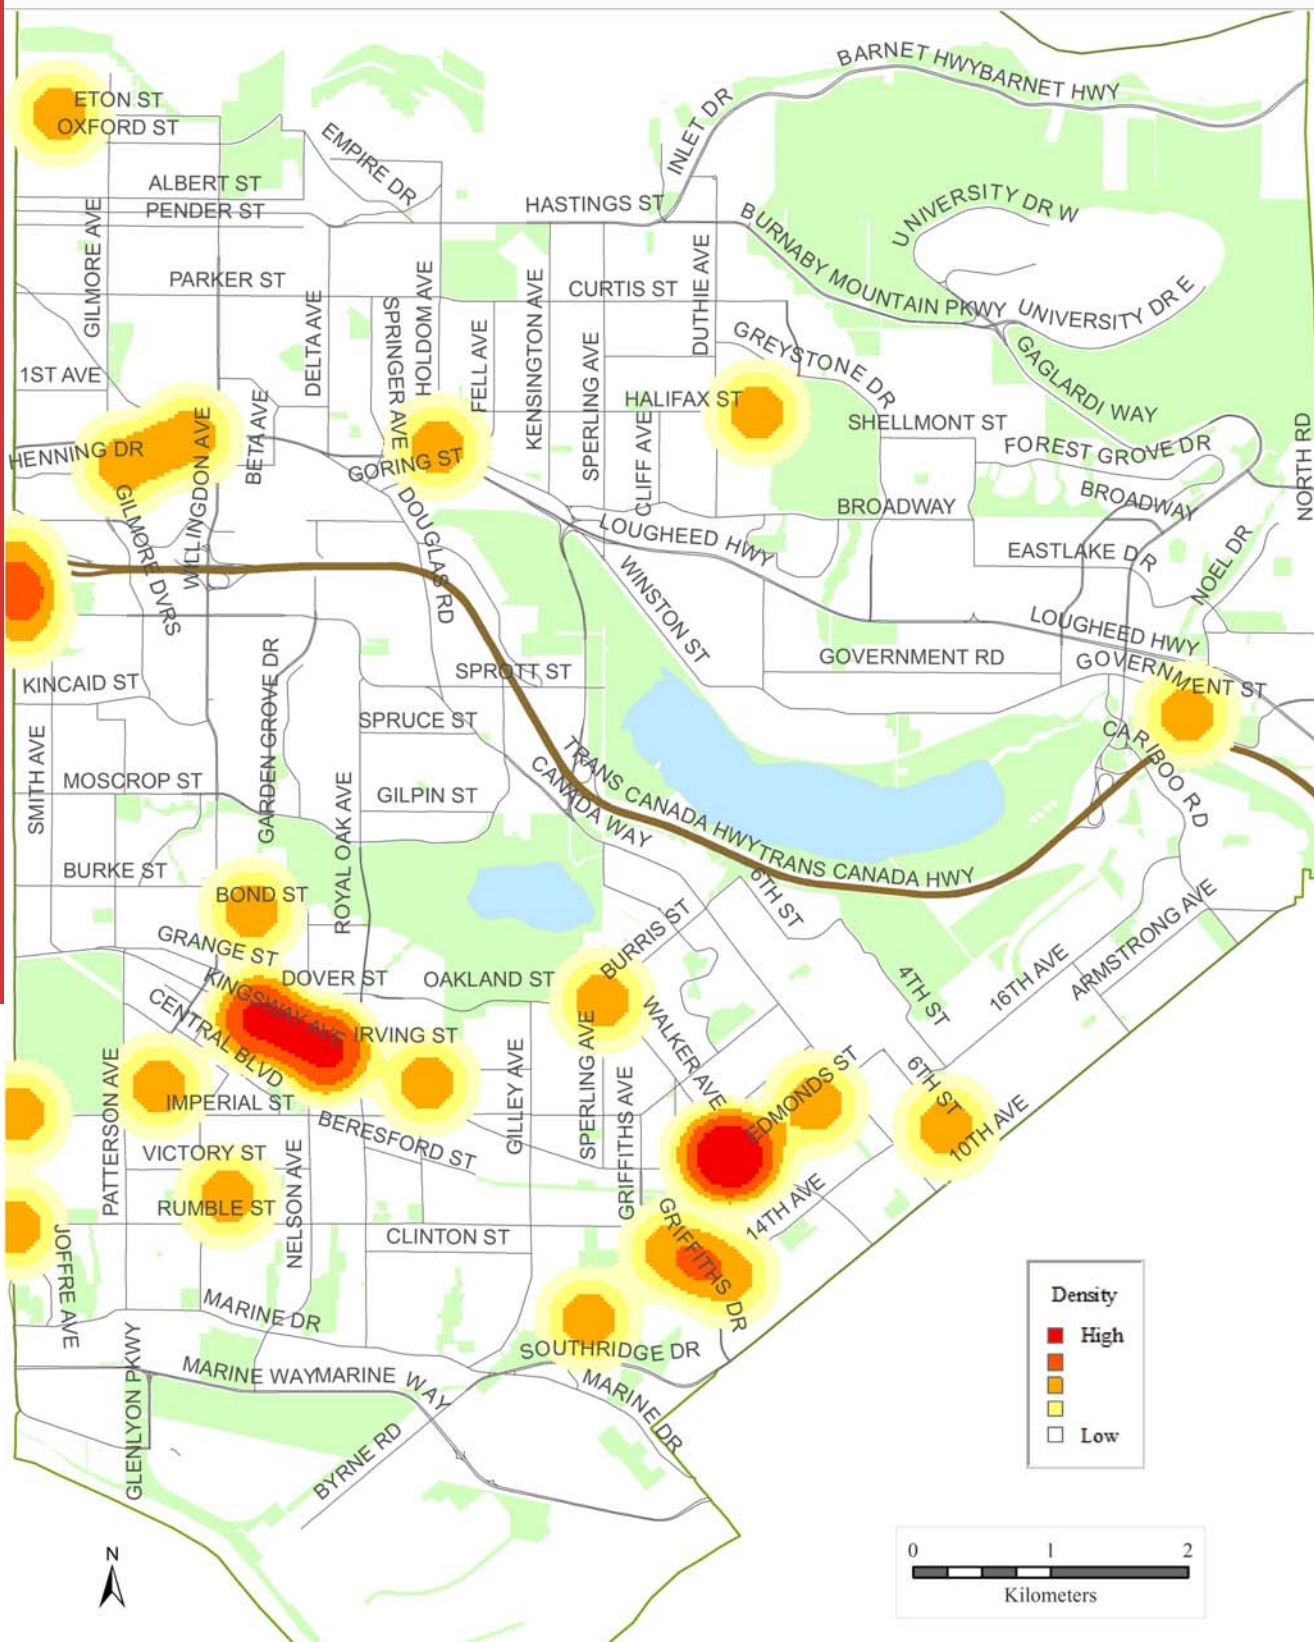 BARNET HWY
BARNET HWY
ETON ST
OXFORD ST
INLET DR
EMPIRE DR
ALBERT ST
PENDER ST
HASTINGS ST
UNIVERSITY DR W
GILMORE AVE
BURNABY MOUNTAIN PKWY
DUTHIE AVE
PARKER ST
CURTIS ST
UNIVERSITY DR E
DELTA AVE
SPRINGER AVE
HOLDOM AVE
FELL AVE
KENSINGTON AVE
SPERLING AVE
GREYSTONE DR
GAGLARDI WAY
1ST AVE
HALIFAX ST
SHELLMONT ST
WILLINGDON AVE
BETA AVE
CLIFF AVE
FOREST GROVE DR
NORTH RD
HENNING DR
GORING ST
BROADWAY
BROADWAY
GILMORE DVRS
DOUGLAS RD
LOUGHEED HWY
EASTLAKE DR
NOEL DR
WINSTON ST
LOUGHEED HWY
GOVERNMENT RD
GOVERNMENT ST
KINCAID ST
SPROTT ST
GARDEN GROVE DR
SPRUCE ST
CARIBOO RD
SMITH AVE
MOSCROP ST
ROYAL OAK AVE
GILPIN ST
TRANS CANADA HWY
TRANS CANADA HWY
CANADA WAY
BURKE ST
BOND ST
6TH ST
BURRIS ST
ARMSTRONG AVE
GRANGE ST
DOVER ST
OAKLAND ST
4TH ST
16TH AVE
KINGSWAY AVE
CENTRAL BLVD
IRVING ST
WALKER AVE
PATTERSON AVE
GILLEY AVE
SPERLING AVE
GRIFFITHS AVE
EDMONDS ST
6TH ST
IMPERIAL ST
BERESFORD ST
10TH AVE
VICTORY ST
NELSON AVE
RUMBLE ST
14TH AVE
JOFFRE AVE
CLINTON ST
GRIFFITHS DR
MARINE DR
SOUTHRIDGE DR
GLENLYON PKWY
MARINE WAY
MARINE WAY
MARINE DR
BYRNE RD
Density
High
Low
N
0 1 2
Kilometers